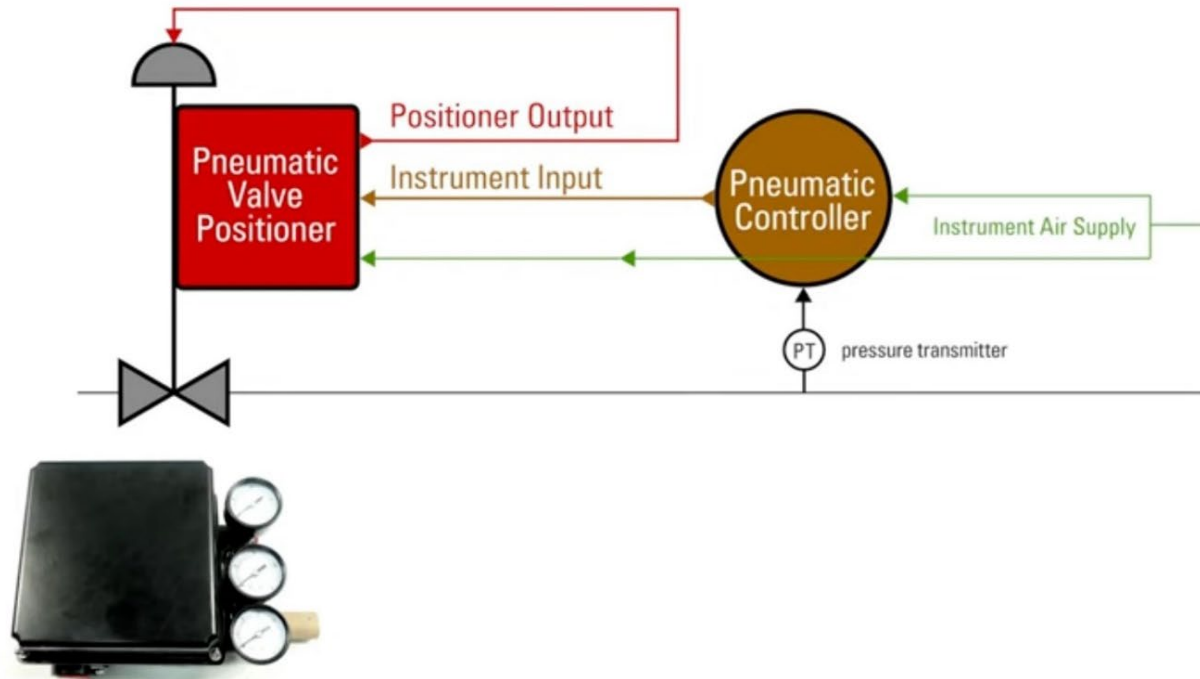 Positioner Output
Pneumatic
Valve
Positioner
Instrument Input
Pneumatic
Controller
Instrument Air Supply
PT
pressure transmitter